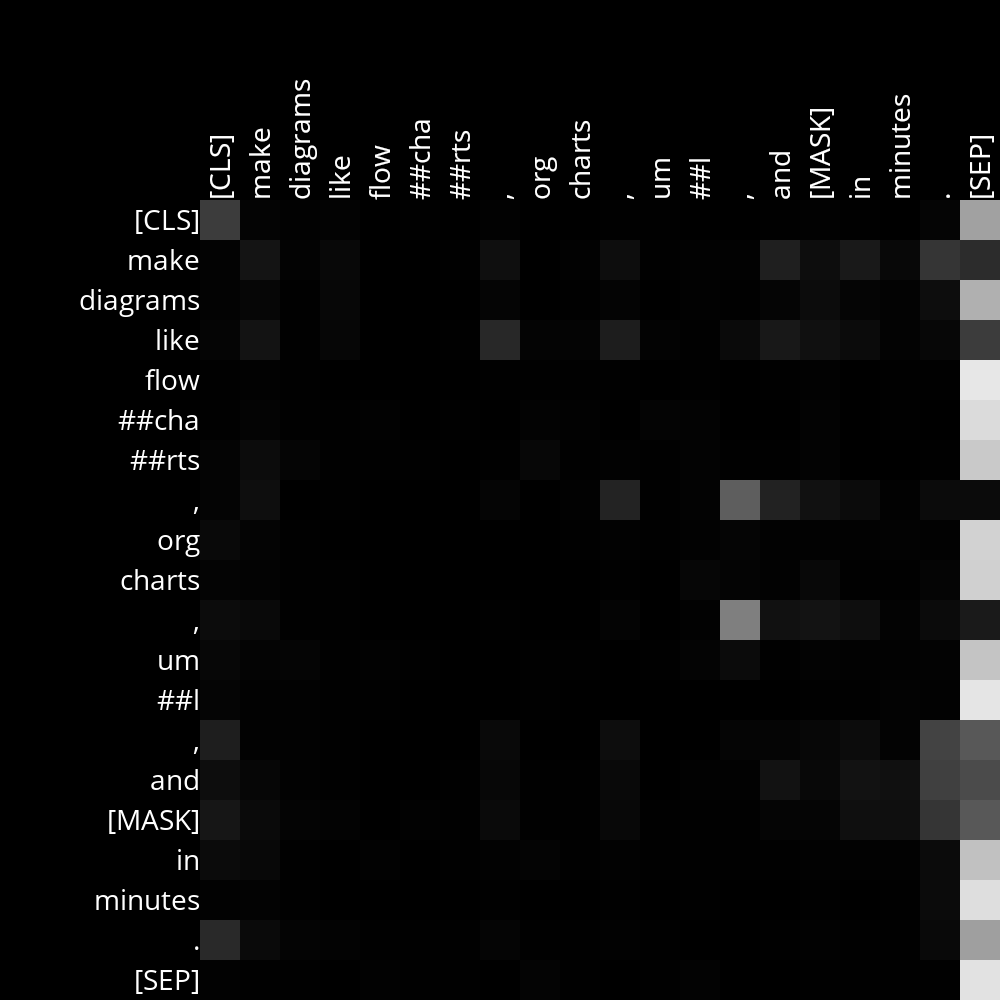 [CLS] make diagrams like flow ##cha ##rts , org charts , um ##l , and [MASK] in minutes . [SEP]
[CLS]
make
diagrams
like
flow
##cha
##rts
,
org
charts
,
um
##l
,
and
[MASK]
in
minutes
.
[SEP]